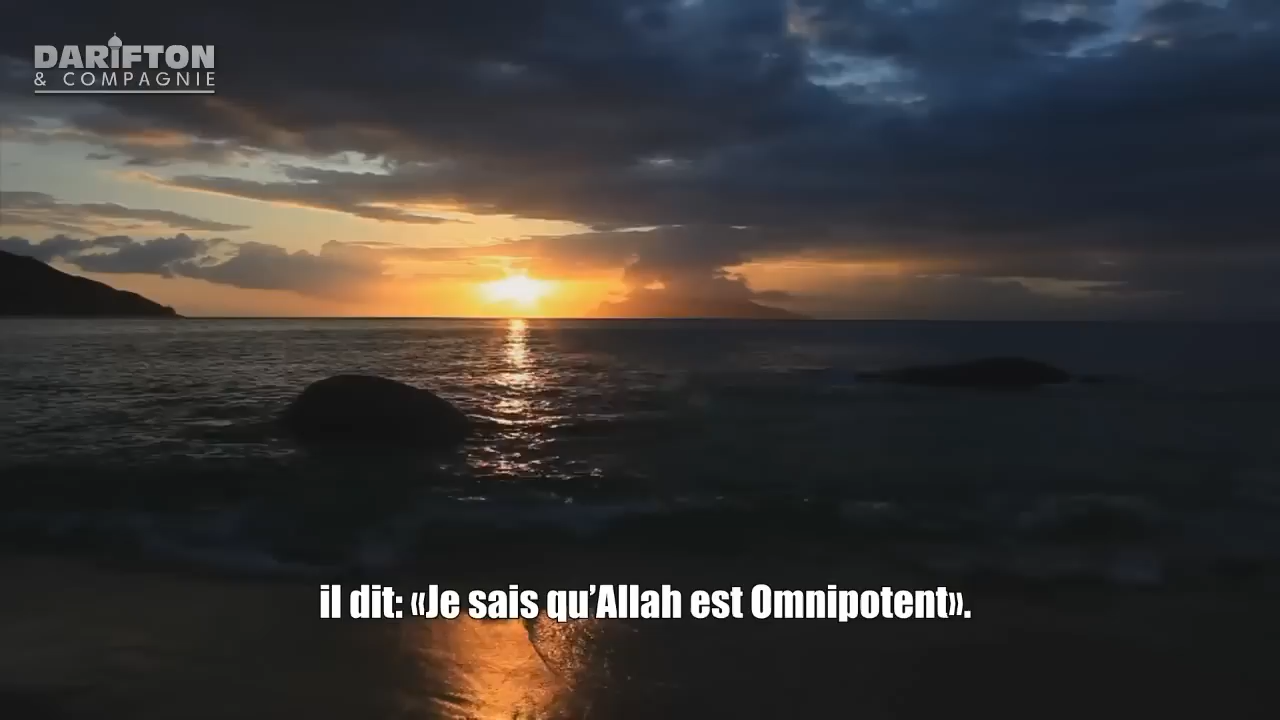 DARIFTON
& COMPAGNIE
il dit: «Je sais qu’Allah est Omnipotent».